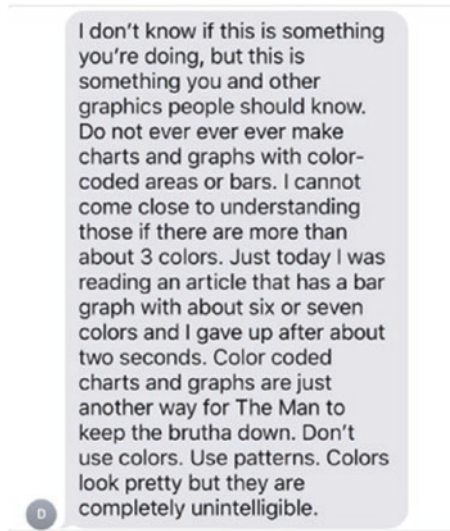 I don't know if this is something
you're doing, but this is
something you and other
graphics people should know.
Do not ever ever ever make
charts and graphs with color-
coded areas or bars. I cannot
come close to understanding
those if there are more than
about 3 colors. Just today I was
reading an article that has a bar
graph with about six or seven
colors and I gave up after about
two seconds. Color coded
charts and graphs are just
another way for The Man to
keep the brutha down. Don't
use colors. Use patterns. Colors
look pretty but they are
completely unintelligible.
D